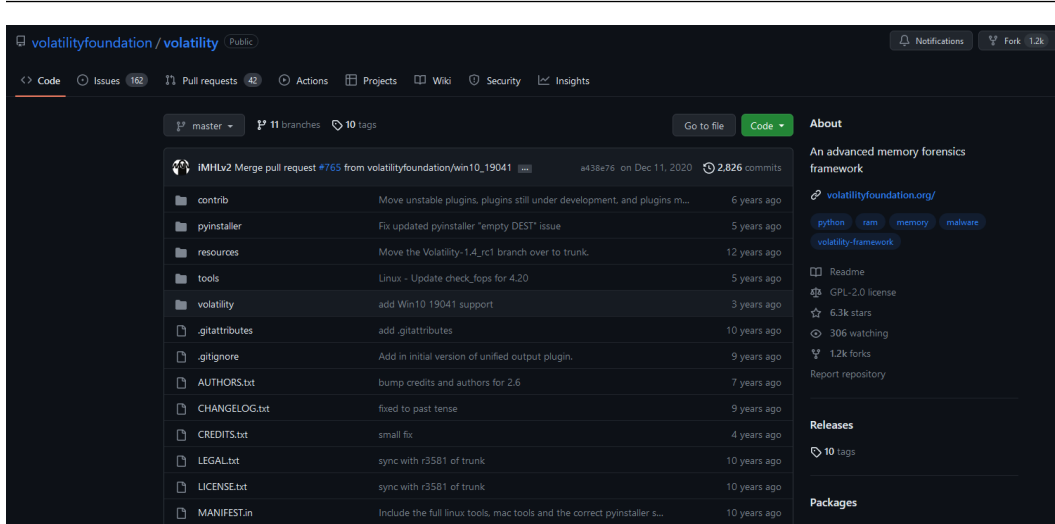 volatilityfoundation / volatility Public
Notifications Fork 1.2k
Code Issues 162 Pull requests 42 Actions Projects Wiki Security Insights
master 11 branches 10 tags Go to file Code
iMHLv2 Merge pull request #765 from volatilityfoundation/win10_19041 ... a438e76 on Dec 11, 2020 2,826 commits
contrib Move unstable plugins, plugins still under development, and plugins m... 6 years ago
pyinstaller Fix updated pyinstaller "empty DEST" issue 5 years ago
resources Move the Volatility-1.4_rc1 branch over to trunk. 12 years ago
tools Linux - Update check_fops for 4.20 5 years ago
volatility add Win10 19041 support 3 years ago
.gitattributes add .gitattributes 10 years ago
.gitignore Add in initial version of unified output plugin. 9 years ago
AUTHORS.txt bump credits and authors for 2.6 7 years ago
CHANGELOG.txt fixed to past tense 9 years ago
CREDITS.txt small fix 4 years ago
LEGAL.txt sync with r3581 of trunk 10 years ago
LICENSE.txt sync with r3581 of trunk 10 years ago
MANIFEST.in Include the full linux tools, mac tools and the correct pyinstaller s... 10 years ago
About
An advanced memory forensics
framework
volatilityfoundation.org/
python ram memory malware
volatility-framework
Readme
GPL-2.0 license
6.3k stars
306 watching
1.2k forks
Report repository
Releases
10 tags
Packages